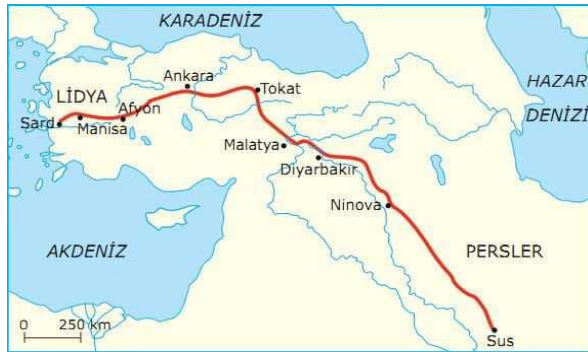 KARADENİZ
HAZAR
DENİZİ
Ankara
Tokat
LİDYA
Afyon
Sard
Manisa
Malatya
Diyarbakır
Ninova
AKDENİZ
PERSLER
0 250 km
Sus